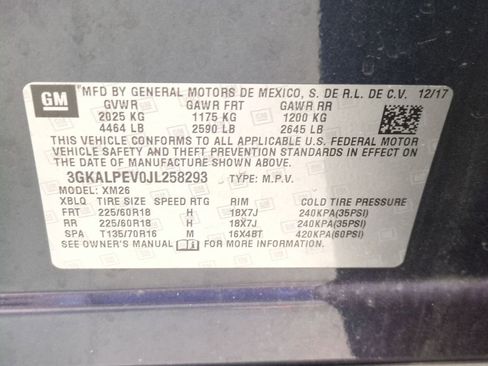 GM
MFD BY GENERAL MOTORS DE MEXICO, S. DE R.L. DE C.V. 12/17
GVWR GAWR FRT GAWR RR
2025 KG 1175 KG 1200 KG
4464 LB 2590 LB 2645 LB
THIS VEHICLE CONFORMS TO ALL APPLICABLE U.S. FEDERAL MOTOR
VEHICLE SAFETY AND THEFT PREVENTION STANDARDS IN EFFECT ON
THE DATE OF MANUFACTURE SHOWN ABOVE.
3GKALPEV0JL258293 TYPE: M.P.V.
MODEL: XM26
XBLQ TIRE SIZE SPEED RTG RIM COLD TIRE PRESSURE
FRT 225/60R18 H 18X7J 240KPA(35PSI)
RR 225/60R18 H 18X7J 240KPA(35PSI)
SPA T135/70R16 M 16X4BT 420KPA(60PSI)
SEE OWNER'S MANUAL FOR MORE INFORMATION